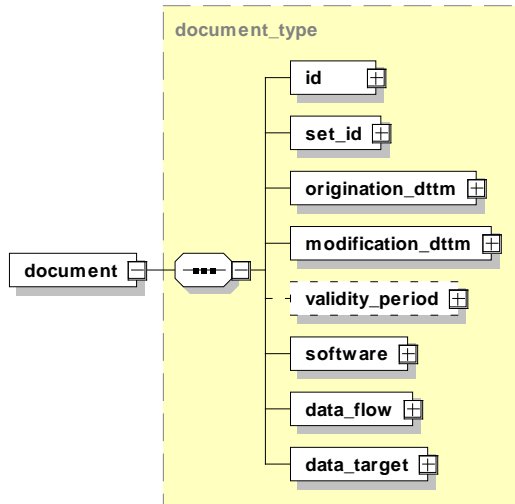 document_type
id
set_id
origination_dttm
modification_dttm
document
validity_period
software
data_flow
data_target